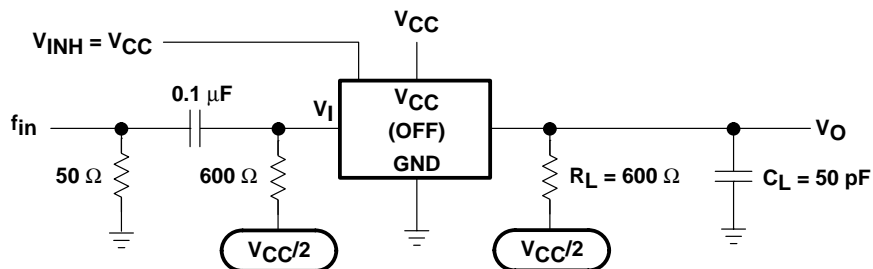 VCC
VINH = VCC
0.1 μF
VI
VCC
(OFF)
GND
fin
VO
50 Ω
600 Ω
RL = 600 Ω
CL = 50 pF
VCC/2
VCC/2